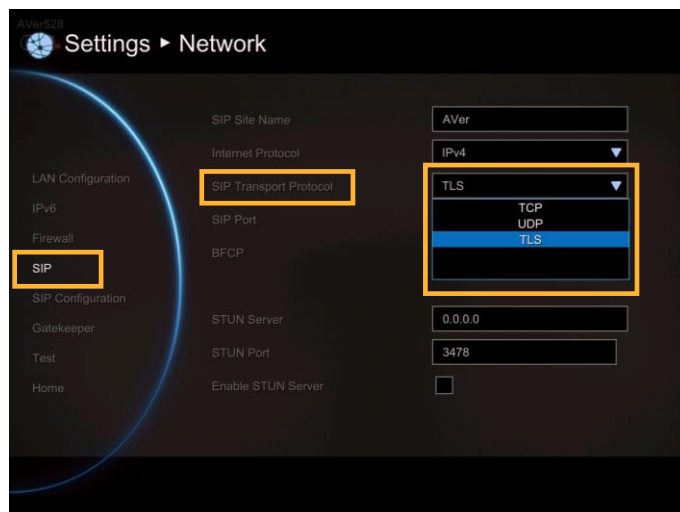 AVer528
Settings ► Network
SIP Site Name
AVer
Internet Protocol
IPv4
LAN Configuration
SIP Transport Protocol
TLS
IPv6
SIP Port
TCP
UDP
Firewall
TLS
BFCP
SIP
SIP Configuration
STUN Server
0.0.0.0
Gatekeeper
STUN Port
3478
Test
Enable STUN Server
Home